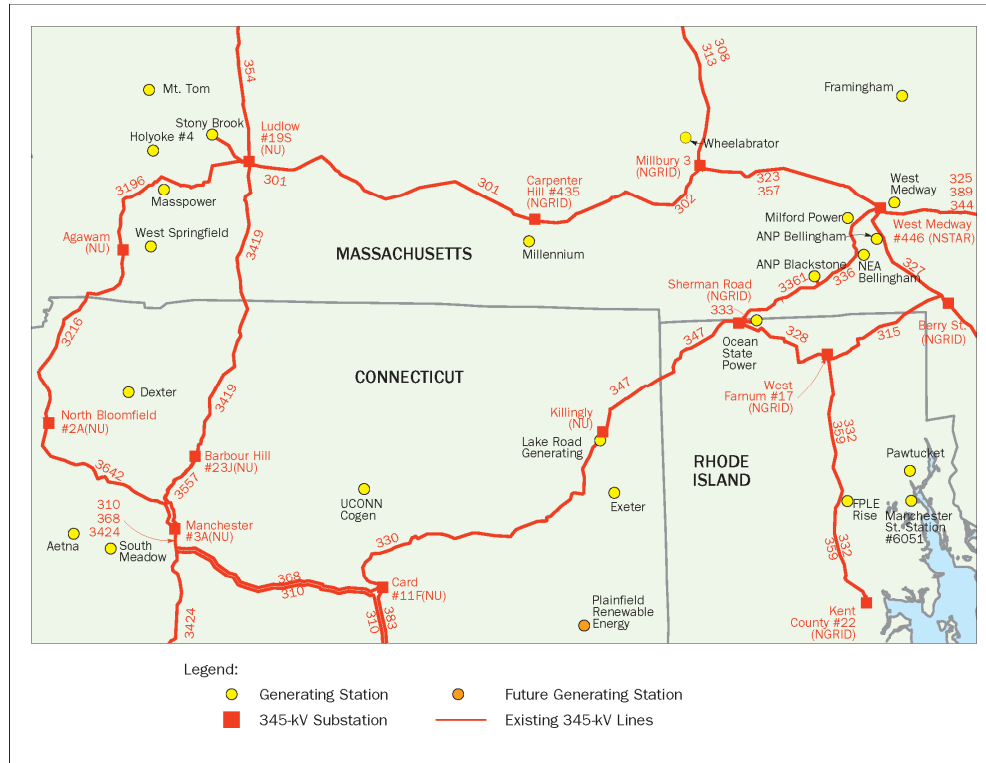 308
313
354
Mt. Tom
Framingham
Stony Brook
Holyoke #4
Ludlow
#19S
(NU)
Wheelabrator
Millbury 3
(NGRID)
3196
301
301
Carpenter
Hill #435
(NGRID)
302
323
357
West
Medway
325
389
344
Masspower
Milford Power
West Medway
#446 (NSTAR)
Agawam
(NU)
West Springfield
3419
MASSACHUSETTS
Millennium
ANP Bellingham
ANP Blackstone
NEA
Bellingham
327
3361
336
Sherman Road
(NGRID)
333
3216
347
Ocean
State
Power
328
315
Berry St.
(NGRID)
CONNECTICUT
347
West
Farnum #17
(NGRID)
Dexter
3419
North Bloomfield
#2A(NU)
Killingly
(NU)
Lake Road
Generating
332
359
Barbour Hill
#23J(NU)
RHODE
ISLAND
Pawtucket
3642
3557
UCONN
Cogen
Exeter
FPLE
Rise
Manchester
St. Station
#6051
310
368
3424
Manchester
#3A(NU)
Aetna
South
Meadow
330
332
359
368
310
Card
#11F(NU)
3424
310
383
Plainfield
Renewable
Energy
Kent
County #22
(NGRID)
Legend:
Generating Station
Future Generating Station
345-kV Substation
Existing 345-kV Lines